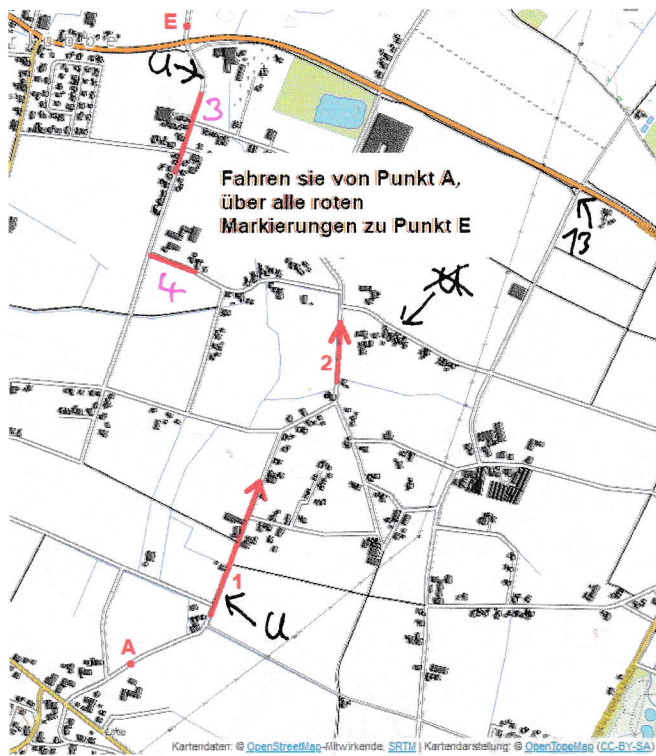 E
U
3
Fahren sie von Punkt A,
über alle roten
Markierungen zu Punkt E
13
4
2
1
U
A
Kartendaten: © OpenStreetMap-Mitwirkende, SRTM | Kartendarstellung: © OpenTopoMap (CC-BY-SA)